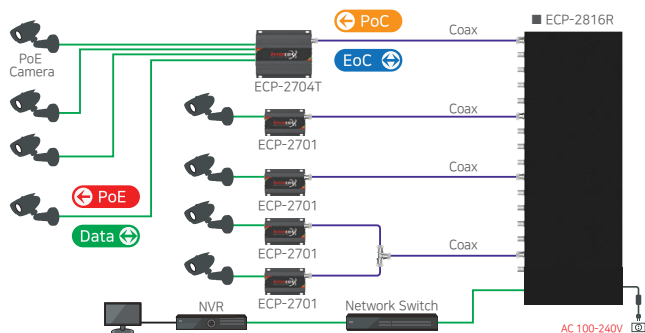 PoC
Coax
■ ECP-2816R
PoE
Camera
EoC
ECP-2704T
Coax
ECP-2701
Coax
PoE
ECP-2701
Data
ECP-2701
Coax
ECP-2701
NVR
Network Switch
AC 100-240V